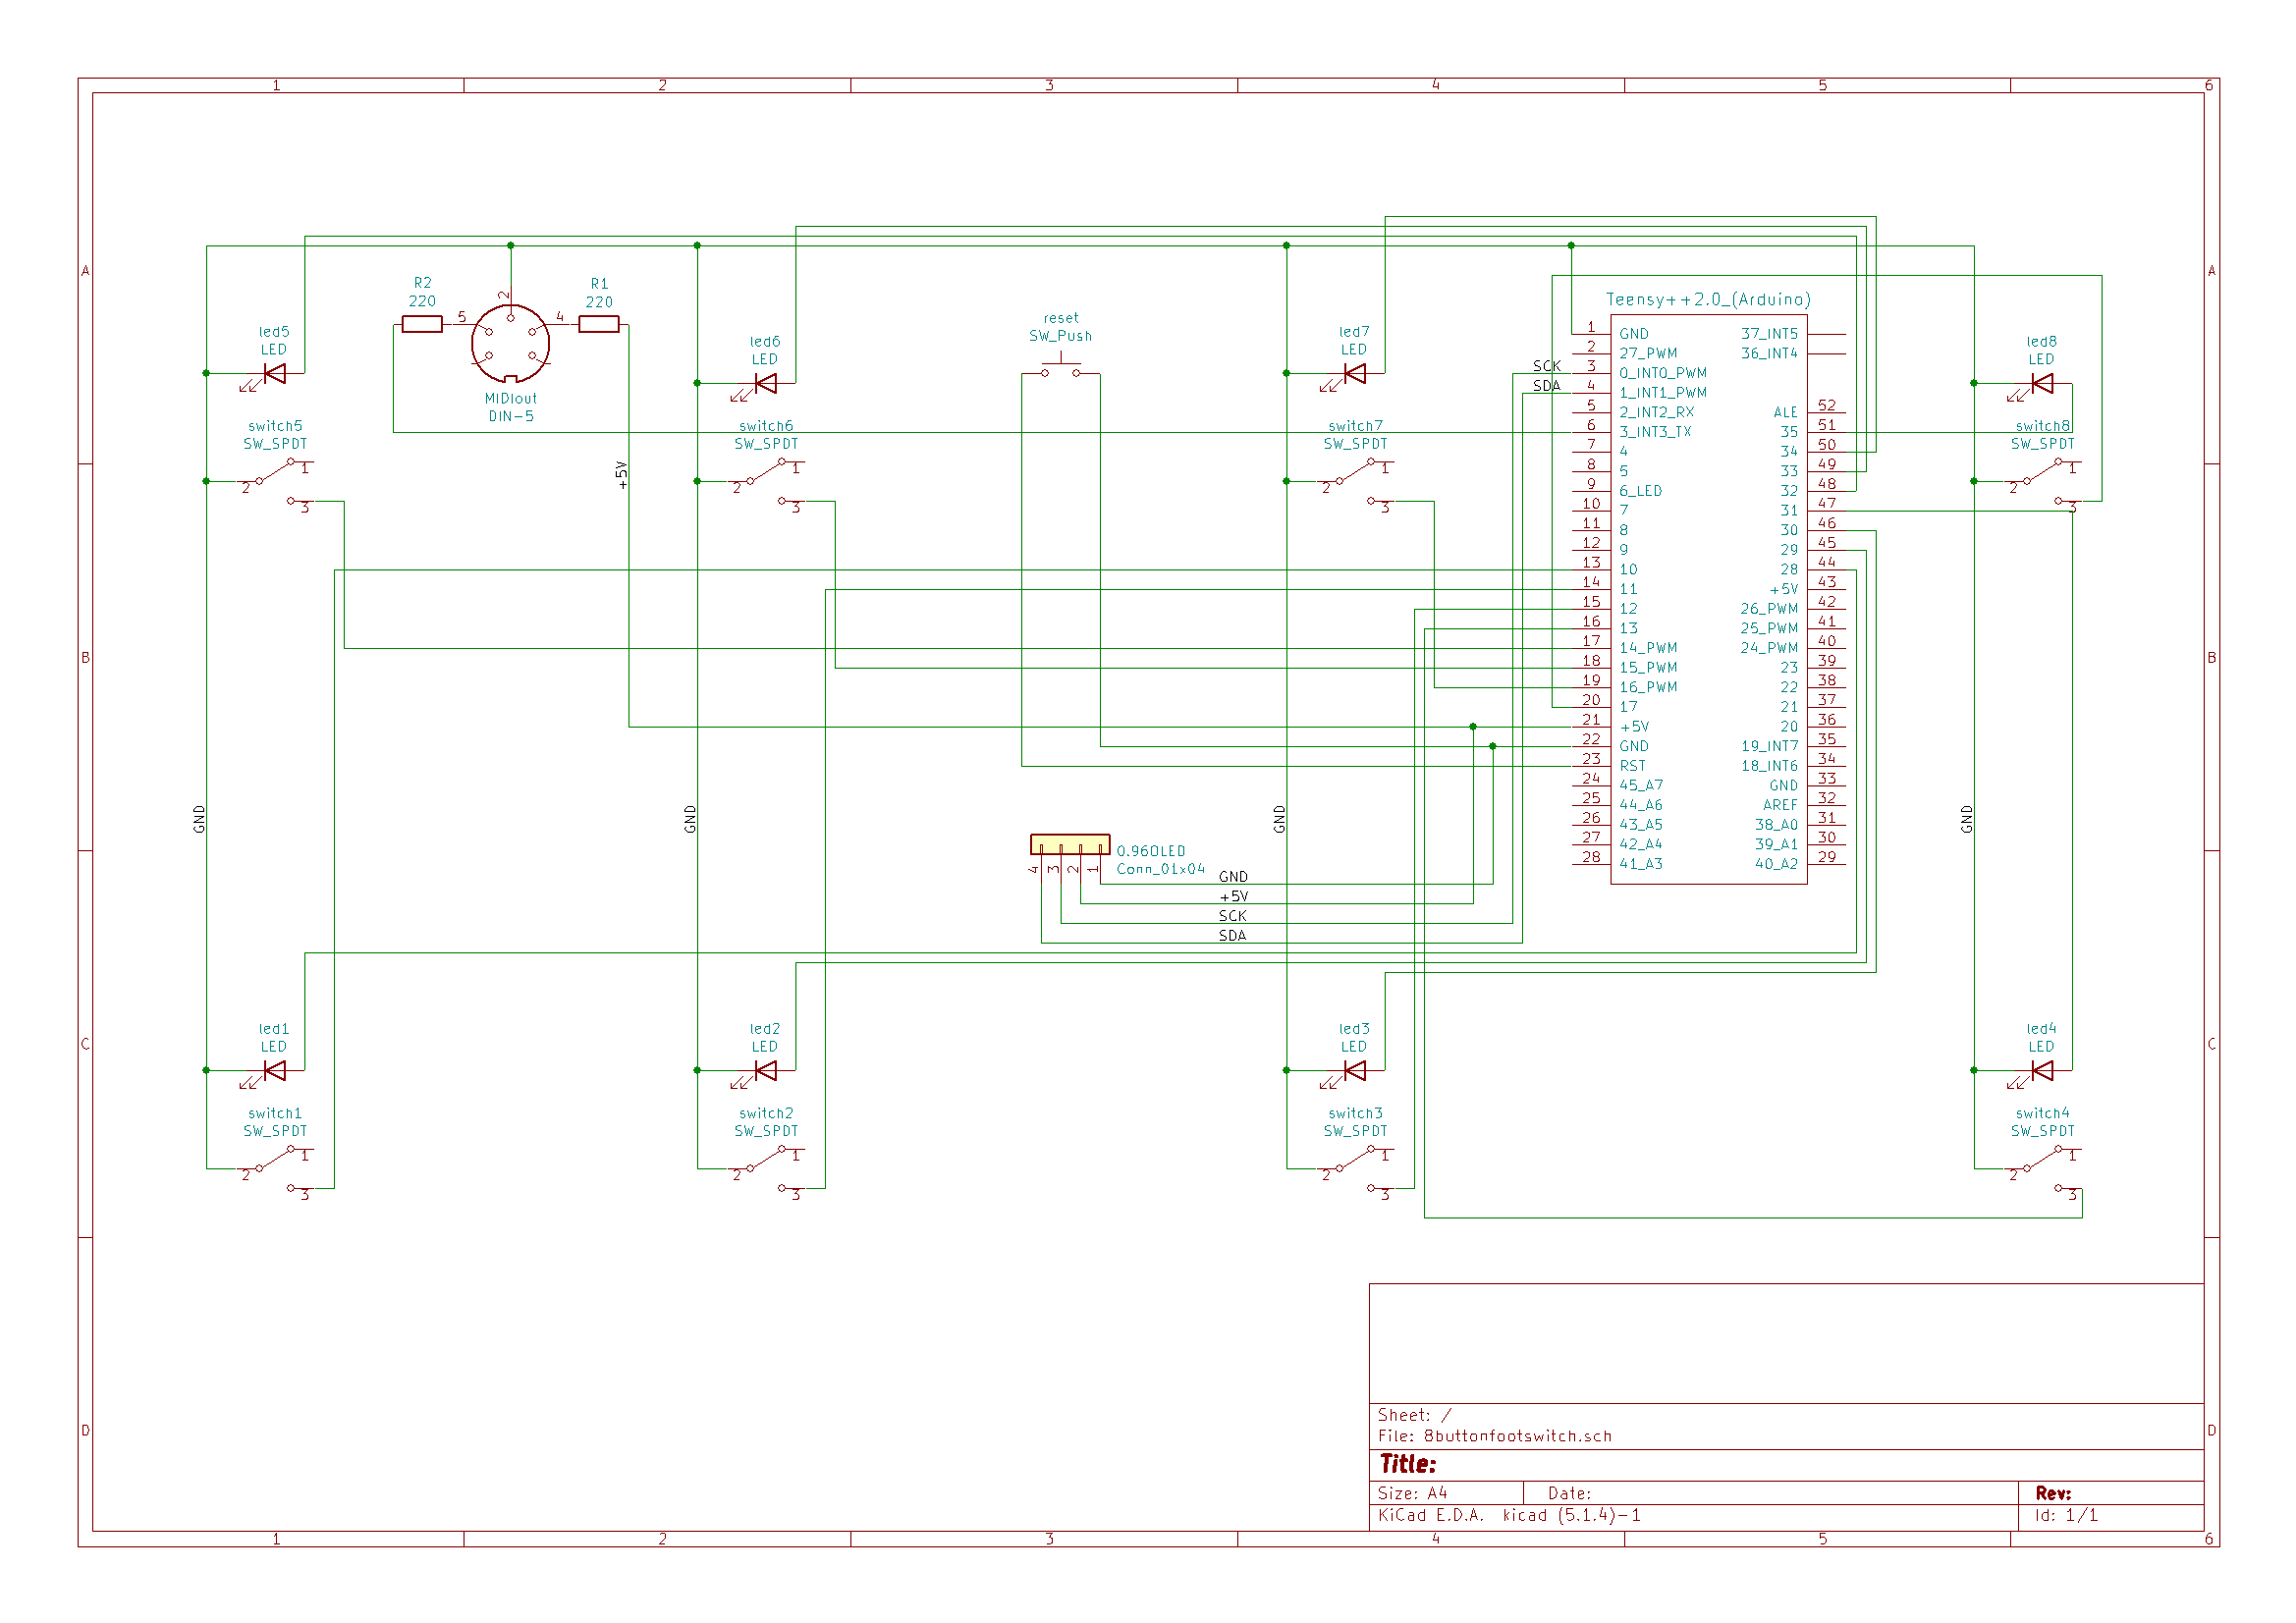 1 2 3 4 5 6
A A
B B
C C
D D
R2
220
R1
220
2
5
4
MIDIout
DIN-5
led5
LED
switch5
SW_SPDT
1
2
3
led6
LED
switch6
SW_SPDT
1
2
3
+5V
reset
SW_Push
led7
LED
switch7
SW_SPDT
1
2
3
SCK
SDA
Teensy++2.0_(Arduino)
1 GND
2 27_PWM
3 0_INT0_PWM
4 1_INT1_PWM
5 2_INT2_RX
6 3_INT3_TX
7 4
8 5
9 6_LED
10 7
11 8
12 9
13 10
14 11
15 12
16 13
17 14_PWM
18 15_PWM
19 16_PWM
20 17
21 +5V
22 GND
23 RST
24 45_A7
25 44_A6
26 43_A5
27 42_A4
28 41_A3
37_INT5
36_INT4
ALE 52
35 51
34 50
33 49
32 48
31 47
30 46
29 45
28 44
+5V 43
26_PWM 42
25_PWM 41
24_PWM 40
23 39
22 38
21 37
20 36
19_INT7 35
18_INT6 34
GND 33
AREF 32
38_A0 31
39_A1 30
40_A2 29
led8
LED
switch8
SW_SPDT
1
2
3
GND
GND
GND
GND
0.96OLED
Conn_01x04
4 3 2 1
GND
+5V
SCK
SDA
led1
LED
switch1
SW_SPDT
1
2
3
led2
LED
switch2
SW_SPDT
1
2
3
led3
LED
switch3
SW_SPDT
1
2
3
led4
LED
switch4
SW_SPDT
1
2
3
Sheet: /
File: 8buttonfootswitch.sch
Title:
Size: A4 Date: Rev:
KiCad E.D.A. kicad (5.1.4)-1 Id: 1/1
1 2 3 4 5 6